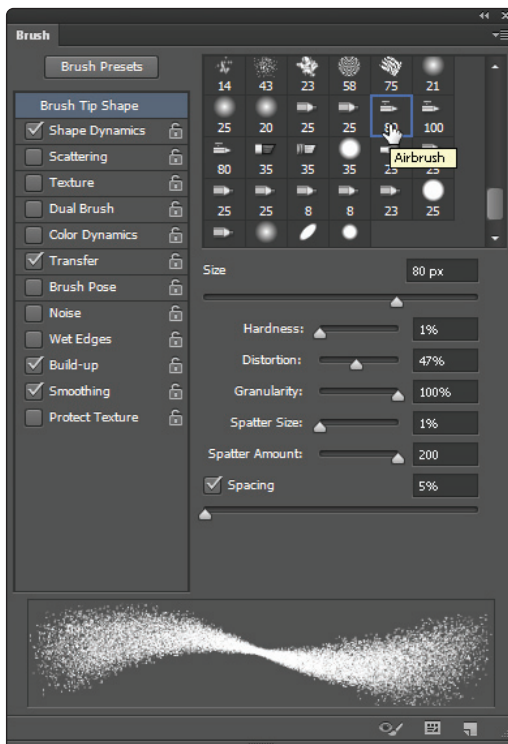 Brush
Brush Presets
14 43 23 58 75 21
Brush Tip Shape
25 20 25 25 80 100
Shape Dynamics
Airbrush
Scattering
80 35 35 35 25 25
Texture
Dual Brush
25 25 8 8 23 25
Color Dynamics
Transfer
Size 80 px
Brush Pose
Noise
Hardness: 1%
Wet Edges
Distortion: 47%
Build-up
Smoothing
Granularity: 100%
Protect Texture
Spatter Size: 1%
Spatter Amount: 200
Spacing 5%